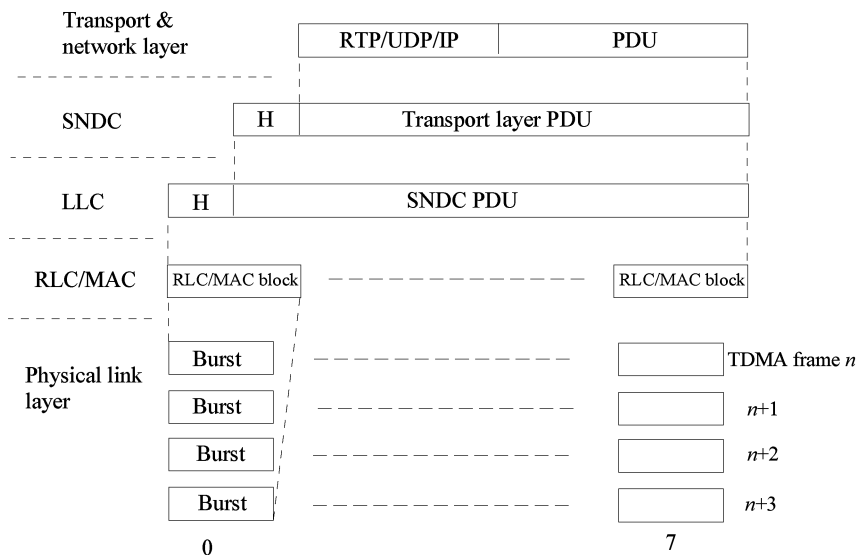 Transport &
network layer
RTP/UDP/IP PDU
SNDC
H Transport layer PDU
LLC
H SNDC PDU
RLC/MAC
RLC/MAC block RLC/MAC block
Physical link
layer
Burst TDMA frame n
Burst n+1
Burst n+2
Burst n+3
0 7